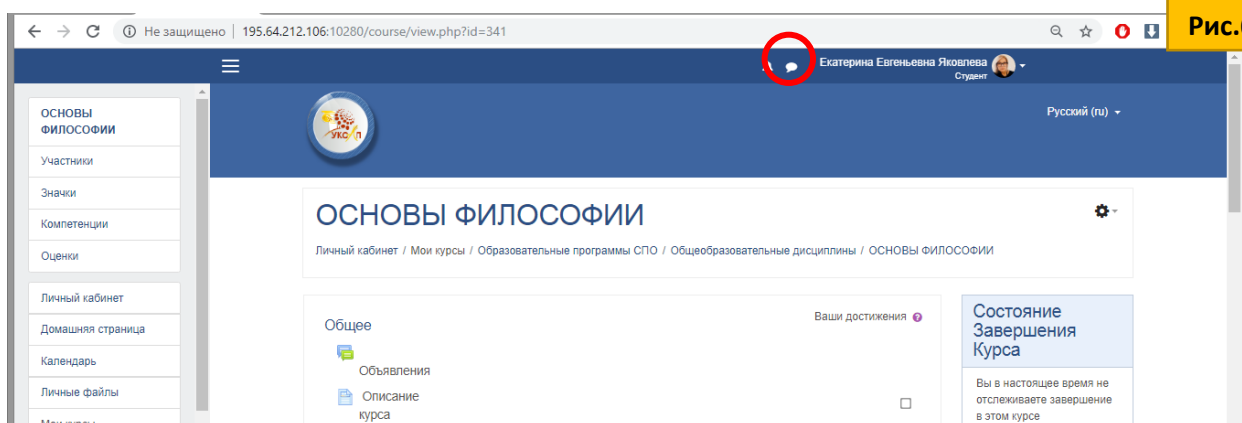 Не защищено | 195.64.212.106:10280/course/view.php?id=341
Рис.
Екатерина Евгеньевна Яковлева
Студент
УКСАП
Русский (ru)
ОСНОВЫ
ФИЛОСОФИИ
Участники
Значки
Компетенции
Оценки
Личный кабинет
Домашняя страница
Календарь
Личные файлы
Мои курсы
ОСНОВЫ ФИЛОСОФИИ
Личный кабинет / Мои курсы / Образовательные программы СПО / Общеобразовательные дисциплины / ОСНОВЫ ФИЛОСОФИИ
Общее
Ваши достижения
Объявления
Описание
курса
Состояние
Завершения
Курса
Вы в настоящее время не
отслеживаете завершение
в этом курсе